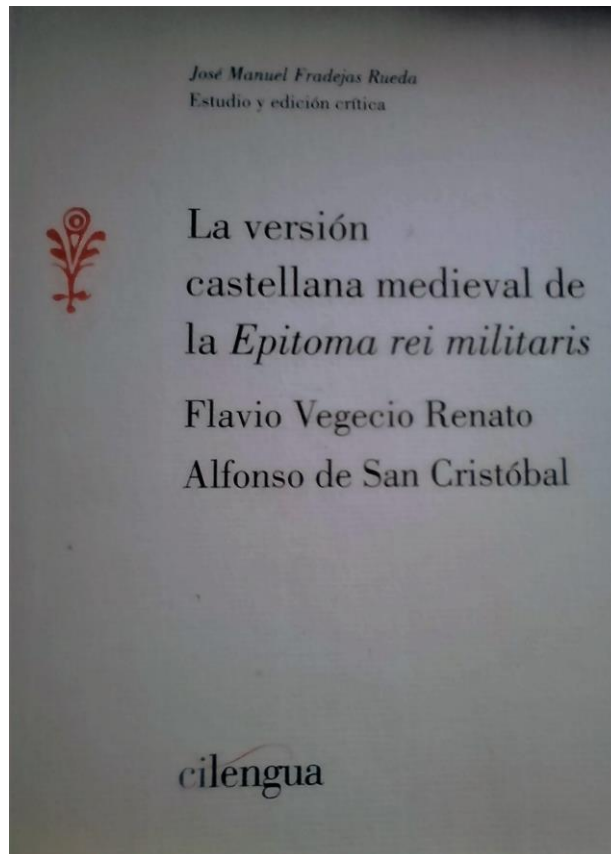 José Manuel Fradejas Rueda
Estudio y edición crítica
La versión
castellana medieval de
la Epitoma rei militaris
Flavio Vegecio Renato
Alfonso de San Cristóbal
cilengua